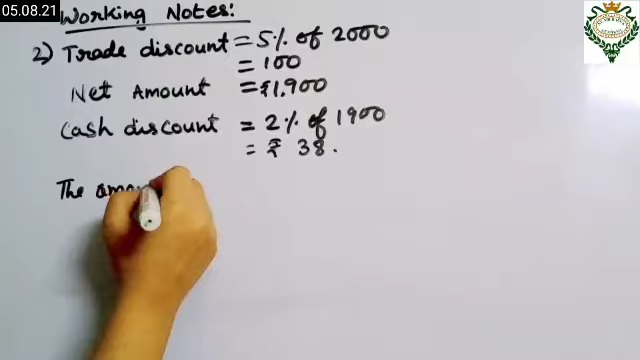 05.08.21
Working Notes:
2) Trade discount = 5% of 2000
= 100
Net Amount = ₹1,900
Cash discount = 2% of 1900
= ₹ 38.
The amou